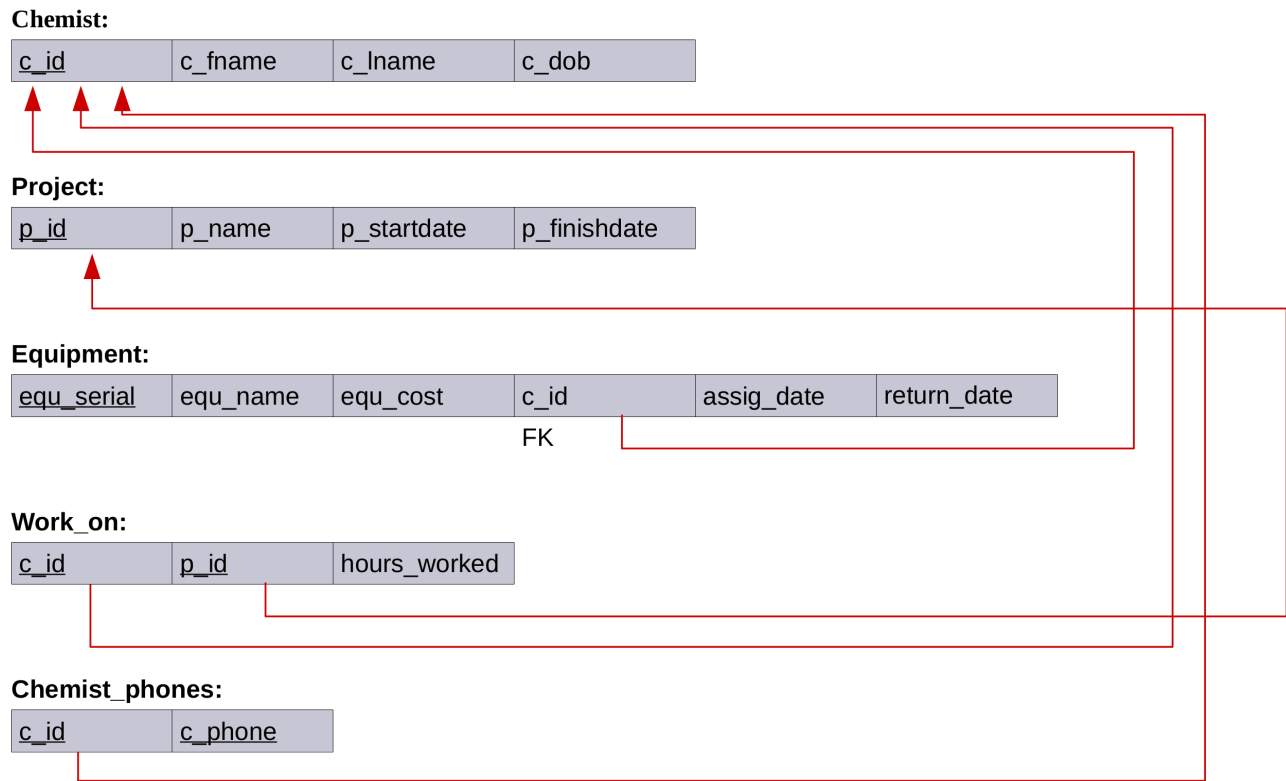 Chemist:
c_id c_fname c_lname c_dob
Project:
p_id p_name p_startdate p_finishdate
Equipment:
equ_serial equ_name equ_cost c_id assig_date return_date
FK
Work_on:
c_id p_id hours_worked
Chemist_phones:
c_id c_phone